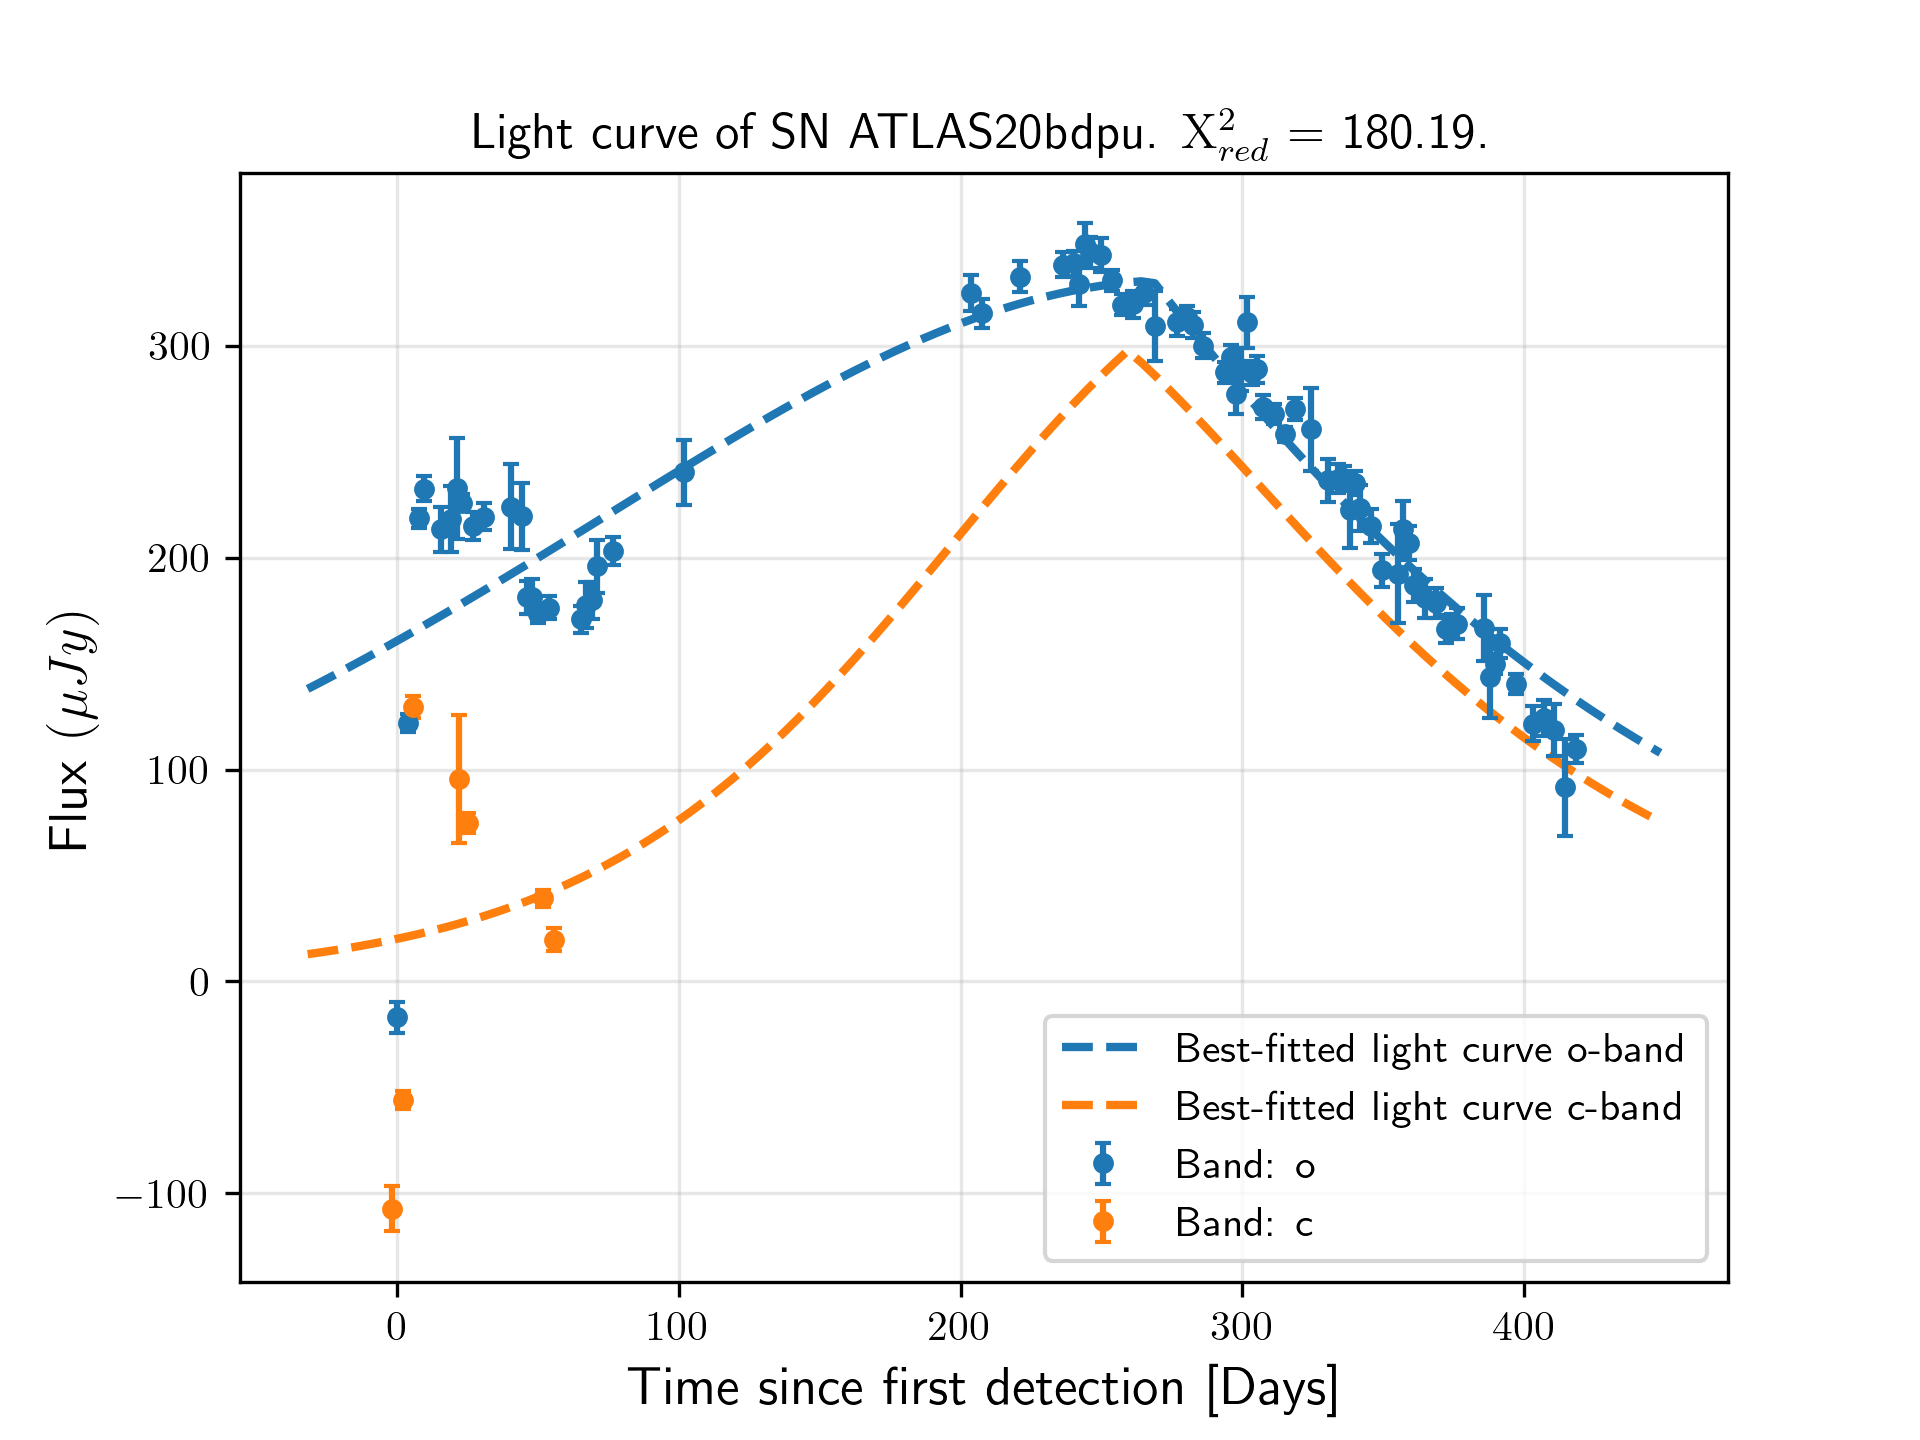 Light curve of SN ATLAS20bdpu. X²_red = 180.19.
Flux (μJy)
300
200
100
0
−100
0 100 200 300 400
Time since first detection [Days]
Best-fitted light curve o-band
Best-fitted light curve c-band
Band: o
Band: c